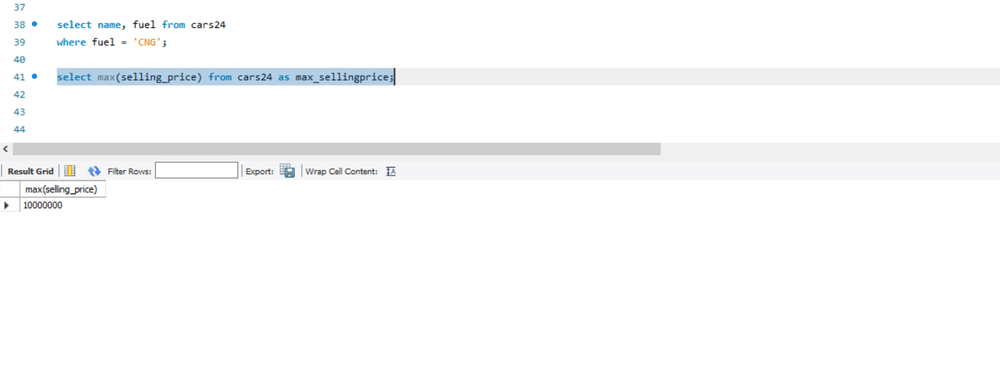 37
38 select name, fuel from cars24
39 where fuel = 'CNG';
40
41 select max(selling_price) from cars24 as max_sellingprice;
42
43
44
Result Grid Filter Rows: Export: Wrap Cell Content:
max(selling_price)
10000000